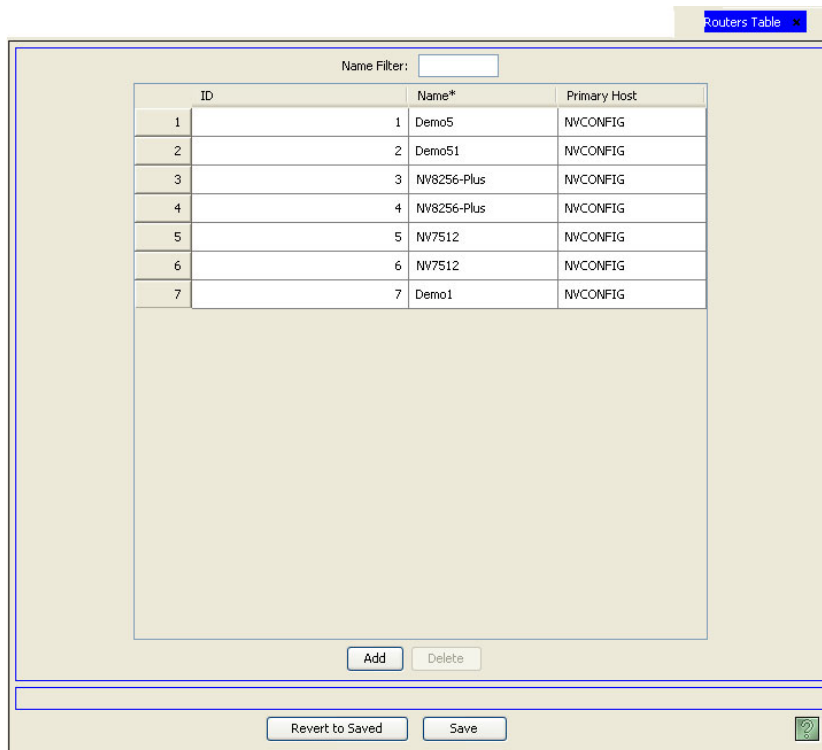 Routers Table ×
Name Filter:
ID Name* Primary Host
1 1 Demo5 NVCONFIG
2 2 Demo51 NVCONFIG
3 3 NV8256-Plus NVCONFIG
4 4 NV8256-Plus NVCONFIG
5 5 NV7512 NVCONFIG
6 6 NV7512 NVCONFIG
7 7 Demo1 NVCONFIG
Add Delete
Revert to Saved Save ?